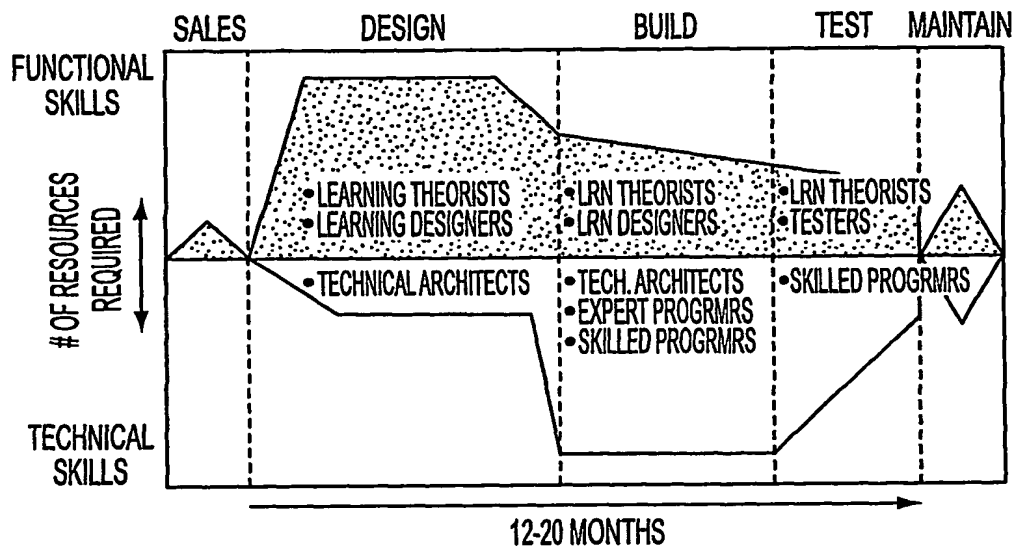 SALES
DESIGN
BUILD
TEST
MAINTAIN
FUNCTIONAL
SKILLS
# OF RESOURCES
REQUIRED
TECHNICAL
SKILLS
• LEARNING THEORISTS
• LEARNING DESIGNERS
• TECHNICAL ARCHITECTS
• LRN THEORISTS
• LRN DESIGNERS
• TECH. ARCHITECTS
• EXPERT PROGRMRS
• SKILLED PROGRMRS
• LRN THEORISTS
• TESTERS
• SKILLED PROGRMRS
12-20 MONTHS